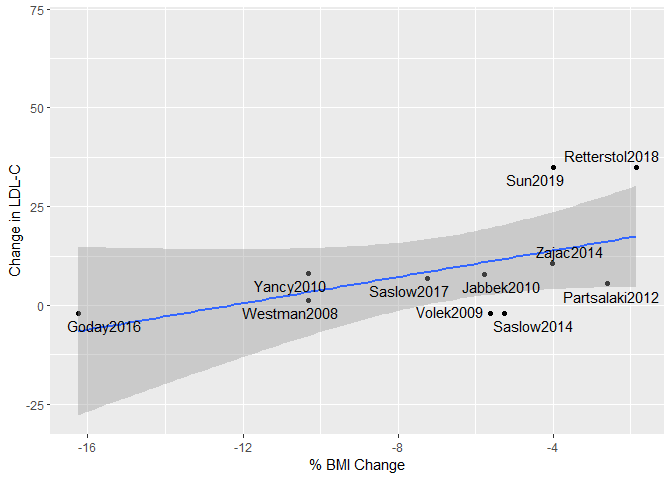 75
50
25
0
-25
Change in LDL-C
Retterstol2018
Sun2019
Zajac2014
Yancy2010
Saslow2017
Jabbek2010
Partsalaki2012
Westman2008
Volek2009
Goday2016
Saslow2014
-16
-12
-8
-4
% BMI Change